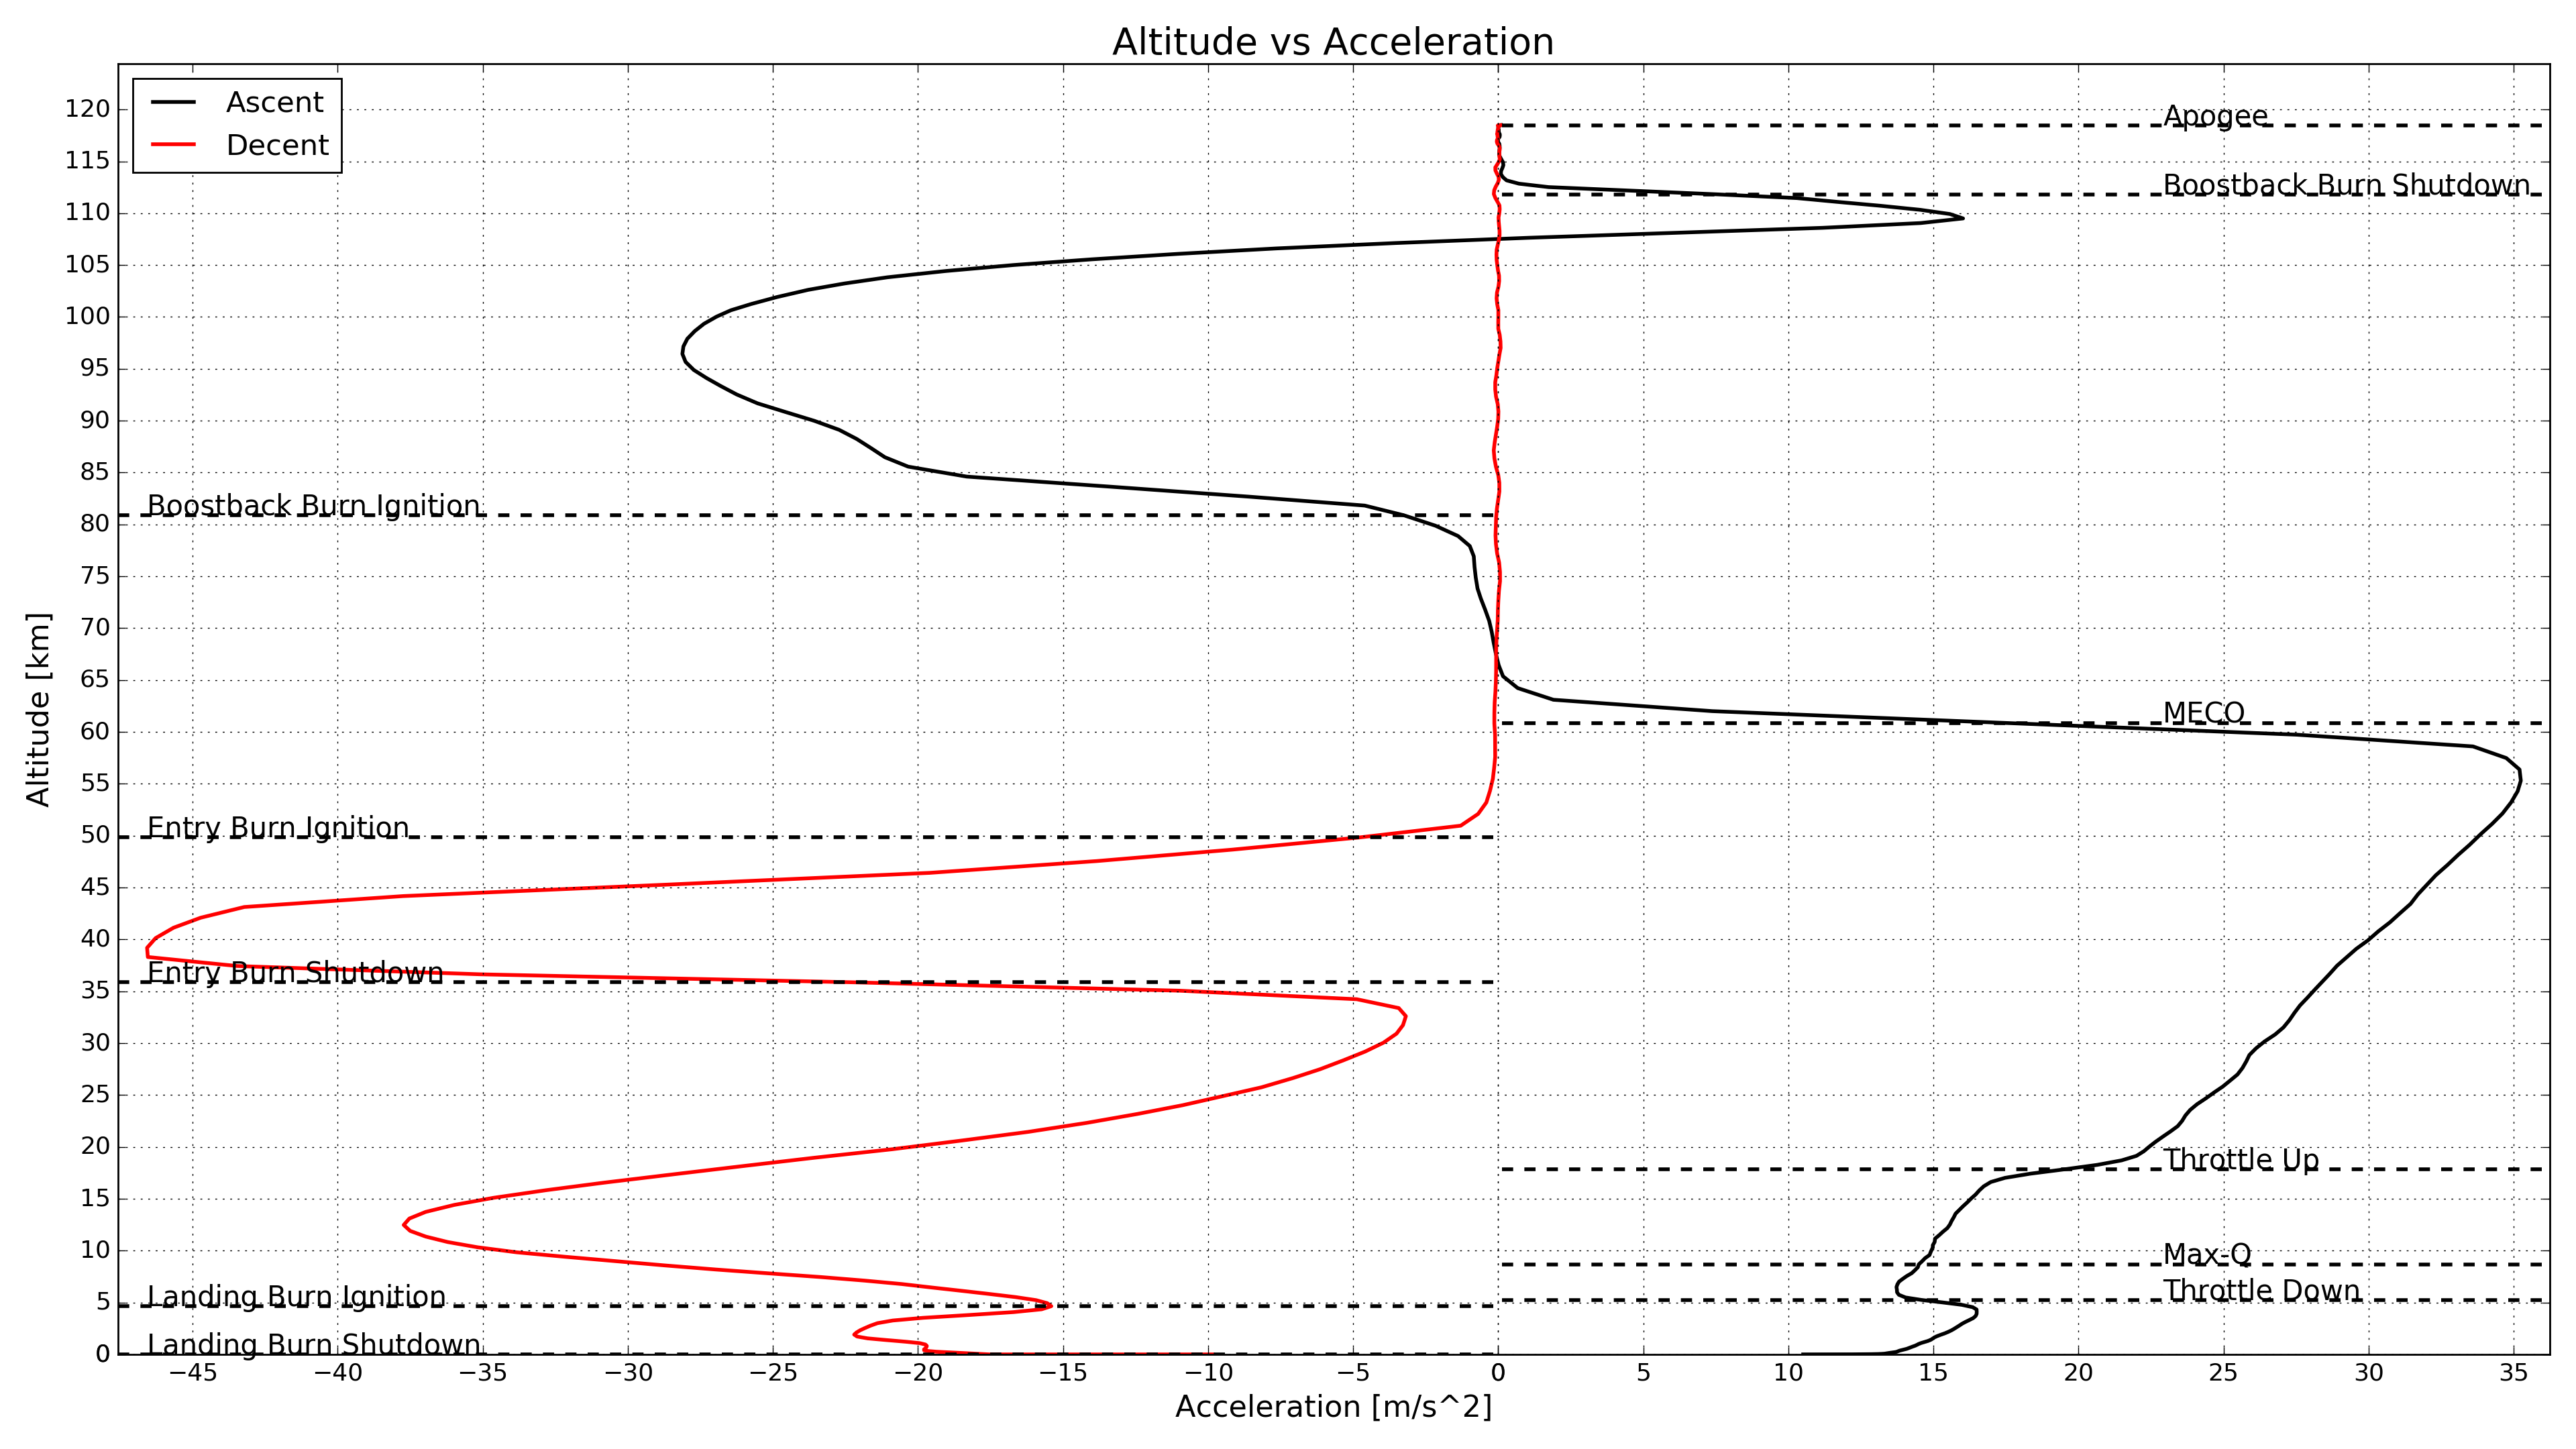 Altitude vs Acceleration
Ascent
Decent
Apogee
Boostback Burn Shutdown
Boostback Burn Ignition
MECO
Entry Burn Ignition
Entry Burn Shutdown
Throttle Up
Max-Q
Throttle Down
Landing Burn Ignition
Landing Burn Shutdown
Altitude [km]
120
115
110
105
100
95
90
85
80
75
70
65
60
55
50
45
40
35
30
25
20
15
10
5
0
−45 −40 −35 −30 −25 −20 −15 −10 −5 0 5 10 15 20 25 30 35
Acceleration [m/s^2]